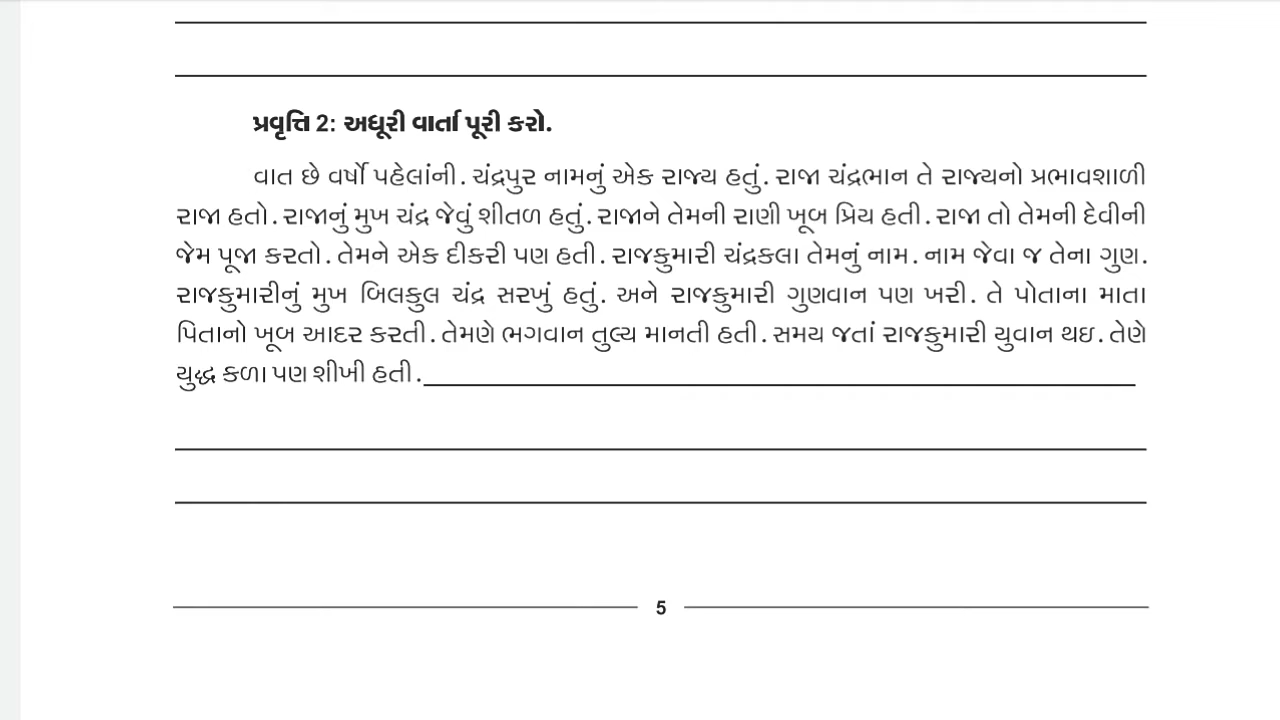 પ્રવૃત્તિ 2: અધૂરી વાર્તા પૂરી કરો.
વાત છે વર્ષો પહેલાંની. ચંદ્રપુર નામનું એક રાજ્ય હતું. રાજા ચંદ્રભાન તે રાજ્યનો પ્રભાવશાળી
રાજા હતો. રાજાનું મુખ ચંદ્ર જેવું શીતળ હતું. રાજાને તેમની રાણી ખૂબ પ્રિય હતી. રાજા તો તેમની દેવીની
જેમ પૂજા કરતો. તેમને એક દીકરી પણ હતી. રાજકુમારી ચંદ્રકલા તેમનું નામ. નામ જેવા જ તેના ગુણ.
રાજકુમારીનું મુખ બિલકુલ ચંદ્ર સરખું હતું. અને રાજકુમારી ગુણવાન પણ ખરી. તે પોતાના માતા
પિતાનો ખૂબ આદર કરતી. તેમણે ભગવાન તુલ્ય માનતી હતી. સમય જતાં રાજકુમારી યુવાન થઇ. તેણે
યુદ્ધ કળા પણ શીખી હતી.
5